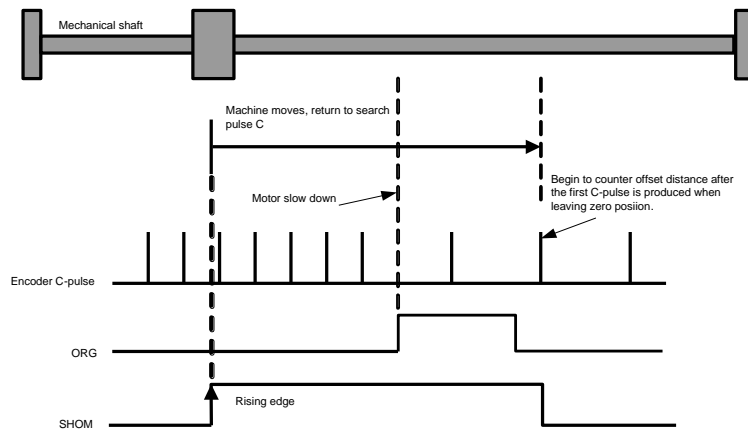 Mechanical shaft
Machine moves, return to search
pulse C
Begin to counter offset distance after
the first C-pulse is produced when
leaving zero posiion.
Motor slow down
Encoder C-pulse
ORG
Rising edge
SHOM